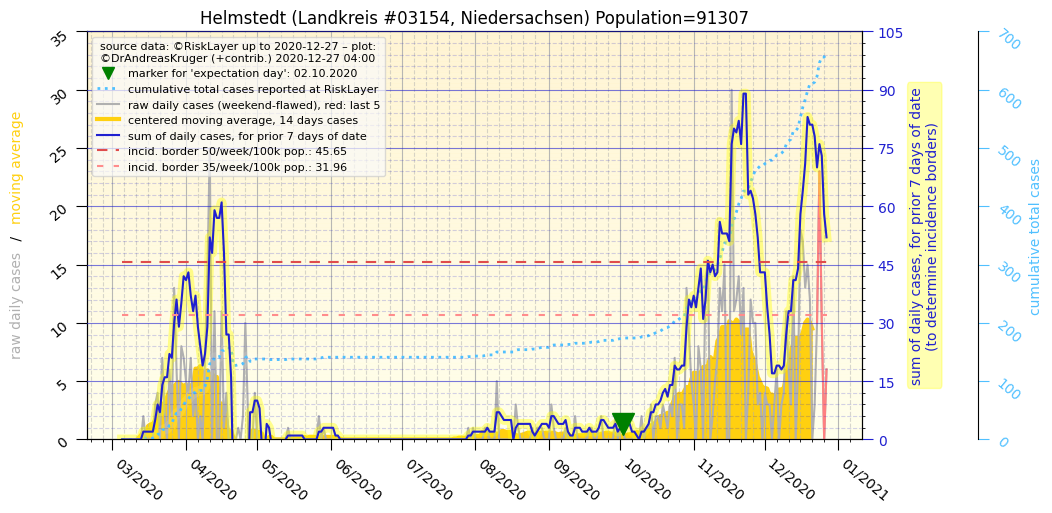 Helmstedt (Landkreis #03154, Niedersachsen) Population=91307
source data: ©RiskLayer up to 2020-12-27 – plot:
©DrAndreasKruger (+contrib.) 2020-12-27 04:00
marker for 'expectation day': 02.10.2020
cumulative total cases reported at RiskLayer
raw daily cases (weekend-flawed), red: last 5
centered moving average, 14 days cases
sum of daily cases, for prior 7 days of date
incid. border 50/week/100k pop.: 45.65
incid. border 35/week/100k pop.: 31.96
raw daily cases / moving average
35
30
25
20
15
10
5
0
105
90
75
60
45
30
15
0
sum of daily cases, for prior 7 days of date
(to determine incidence borders)
700
600
500
400
300
200
100
0
cumulative total cases
03/2020
04/2020
05/2020
06/2020
07/2020
08/2020
09/2020
10/2020
11/2020
12/2020
01/2021